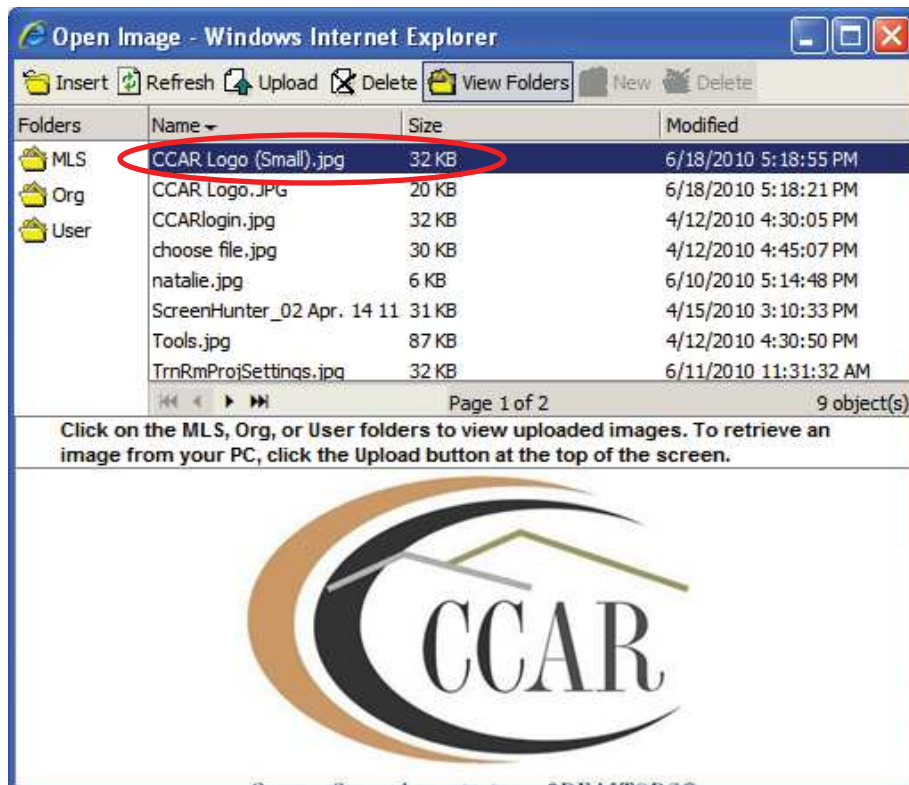 Open Image - Windows Internet Explorer
Insert Refresh Upload Delete View Folders New Delete
Folders Name Size Modified
MLS CCAR Logo (Small).jpg 32 KB 6/18/2010 5:18:55 PM
Org CCAR Logo.JPG 20 KB 6/18/2010 5:18:21 PM
User CCARlogin.jpg 32 KB 4/12/2010 4:30:05 PM
choose file.jpg 30 KB 4/12/2010 4:45:07 PM
natalie.jpg 6 KB 6/10/2010 5:14:48 PM
ScreenHunter_02 Apr. 14 11 31 KB 4/15/2010 3:10:33 PM
Tools.jpg 87 KB 4/12/2010 4:30:50 PM
TrnRmProjSettings.jpg 32 KB 6/11/2010 11:31:32 AM
Page 1 of 2 9 object(s)
Click on the MLS, Org, or User folders to view uploaded images. To retrieve an
image from your PC, click the Upload button at the top of the screen.
CCAR